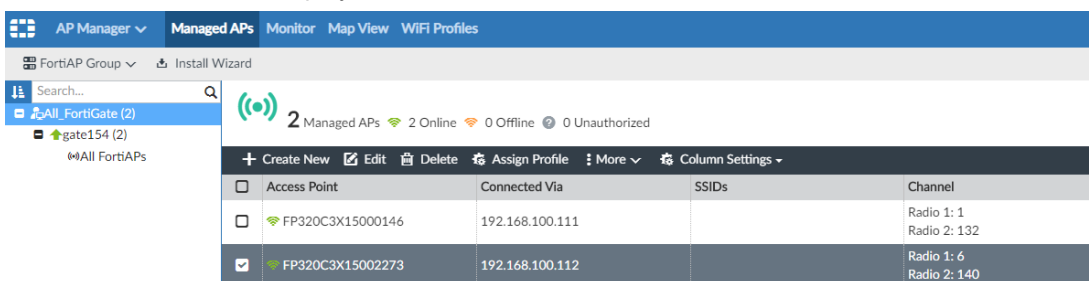 AP Manager Managed APs Monitor Map View WiFi Profiles
FortiAP Group Install Wizard
Search...
All_FortiGate (2)
gate154 (2)
All FortiAPs
2 Managed APs 2 Online 0 Offline 0 Unauthorized
Create New Edit Delete Assign Profile More Column Settings
Access Point Connected Via SSIDs Channel
FP320C3X15000146 192.168.100.111 Radio 1: 1
Radio 2: 132
FP320C3X15002273 192.168.100.112 Radio 1: 6
Radio 2: 140